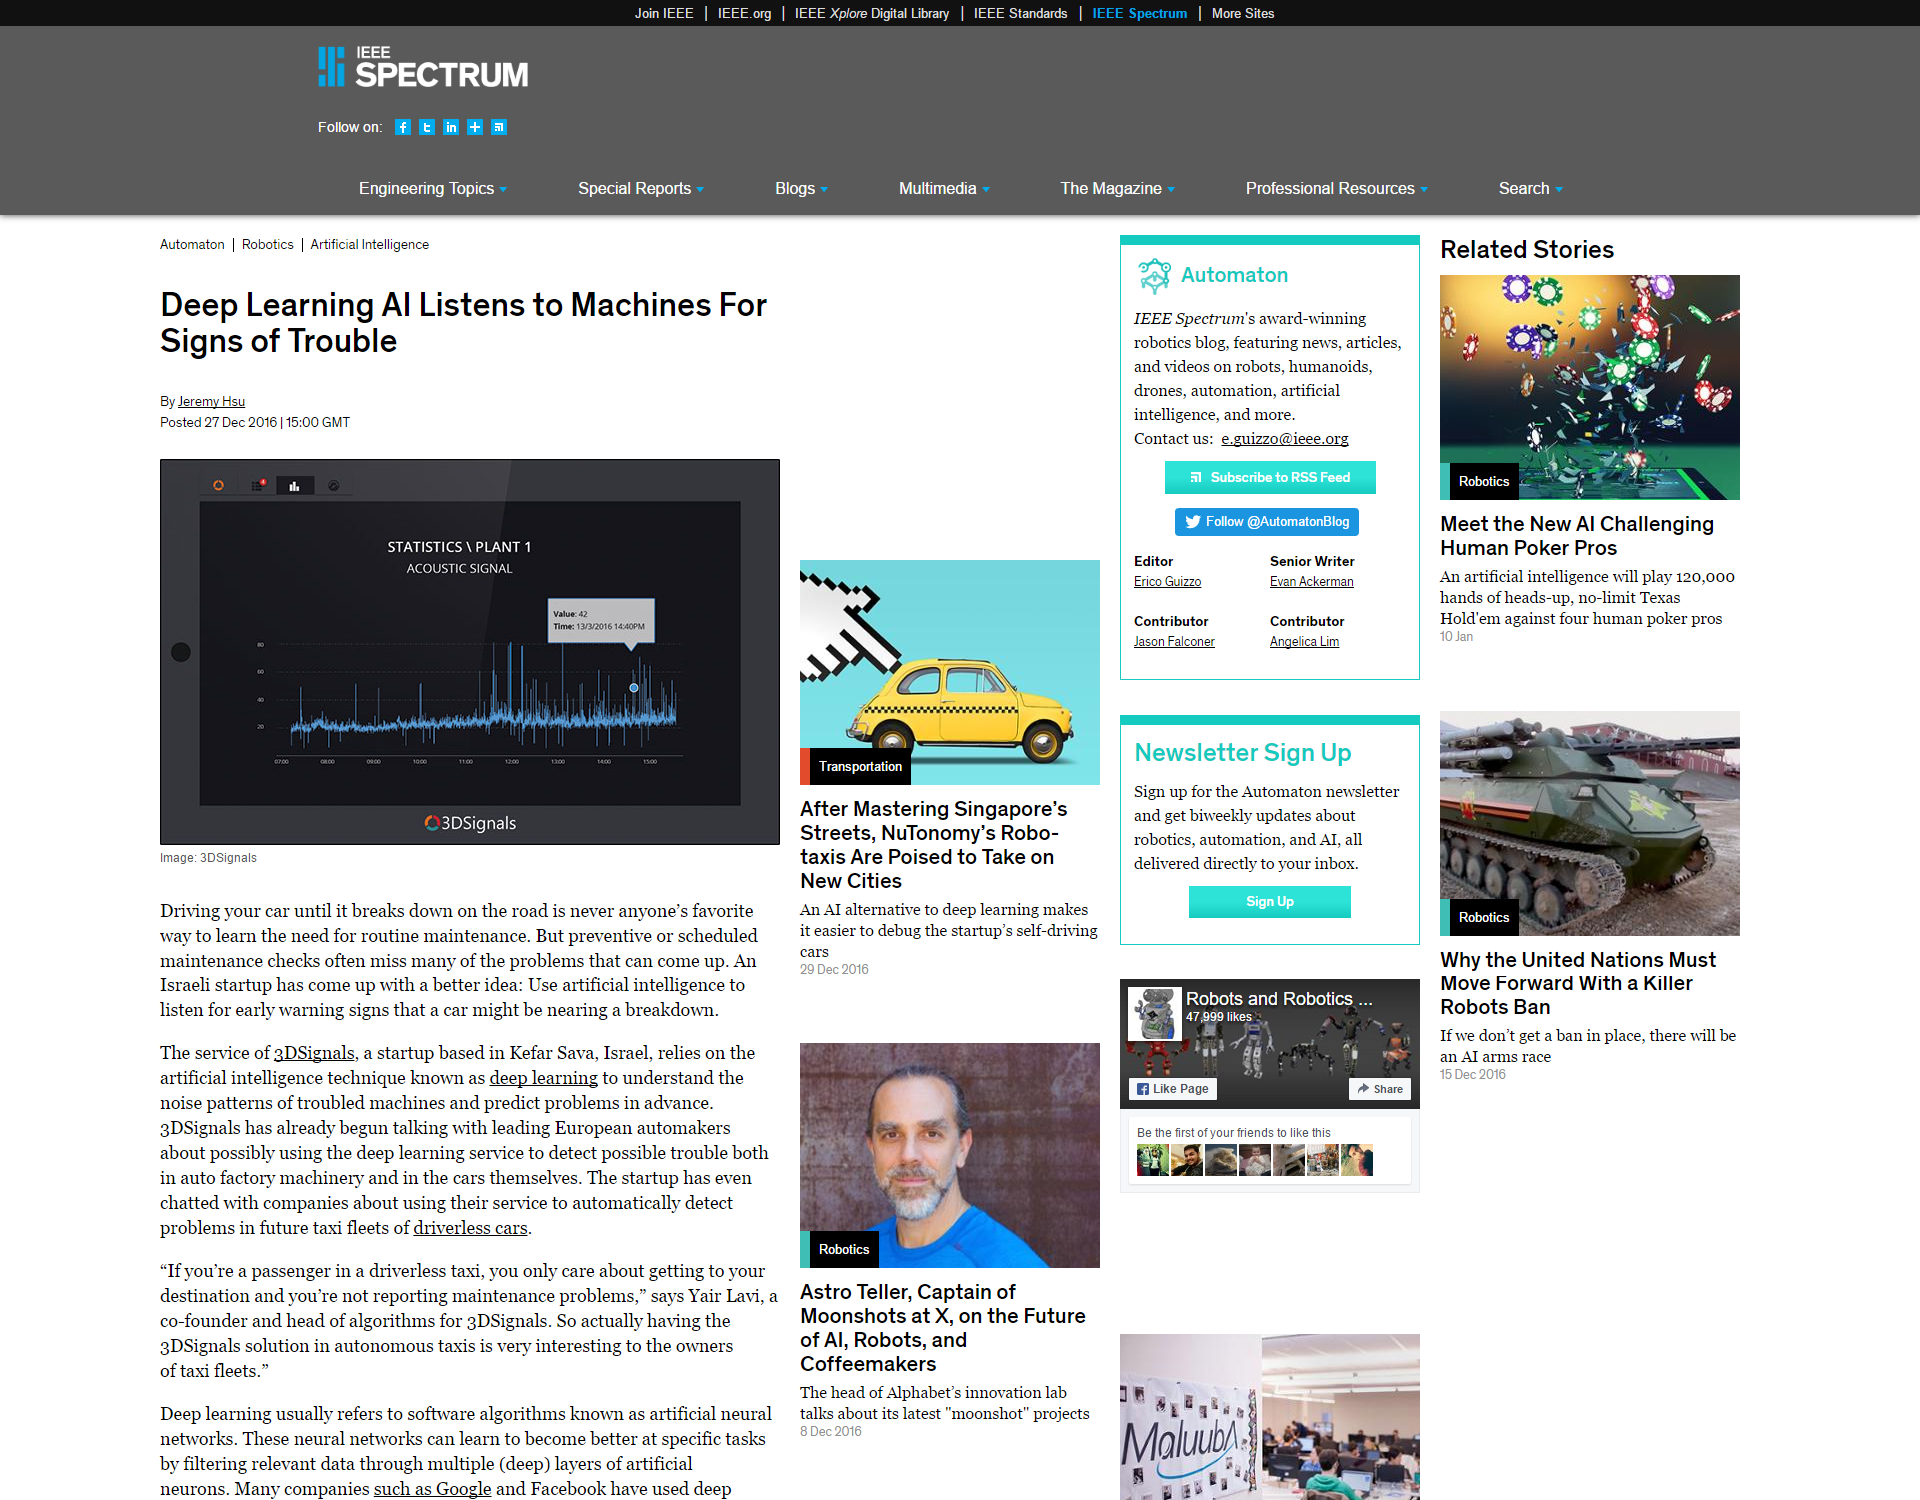 Join IEEE | IEEE.org | IEEE Xplore Digital Library | IEEE Standards | IEEE Spectrum | More Sites
IEEE
SPECTRUM
Follow on:
Engineering Topics Special Reports Blogs Multimedia The Magazine Professional Resources Search
Automaton | Robotics | Artificial Intelligence
Deep Learning AI Listens to Machines For
Signs of Trouble
By Jeremy Hsu
Posted 27 Dec 2016 | 15:00 GMT
STATISTICS \ PLANT 1
ACOUSTIC SIGNAL
Value: 42
Time: 13/3/2016 14:40PM
80
60
40
20
07:00 08:00 09:00 10:00 11:00 12:00 13:00 14:00 15:00
3DSignals
Image: 3DSignals
Driving your car until it breaks down on the road is never anyone’s favorite
way to learn the need for routine maintenance. But preventive or scheduled
maintenance checks often miss many of the problems that can come up. An
Israeli startup has come up with a better idea: Use artificial intelligence to
listen for early warning signs that a car might be nearing a breakdown.
The service of 3DSignals, a startup based in Kefar Sava, Israel, relies on the
artificial intelligence technique known as deep learning to understand the
noise patterns of troubled machines and predict problems in advance.
3DSignals has already begun talking with leading European automakers
about possibly using the deep learning service to detect possible trouble both
in auto factory machinery and in the cars themselves. The startup has even
chatted with companies about using their service to automatically detect
problems in future taxi fleets of driverless cars.
“If you’re a passenger in a driverless taxi, you only care about getting to your
destination and you’re not reporting maintenance problems,” says Yair Lavi, a
co-founder and head of algorithms for 3DSignals. So actually having the
3DSignals solution in autonomous taxis is very interesting to the owners
of taxi fleets.”
Deep learning usually refers to software algorithms known as artificial neural
networks. These neural networks can learn to become better at specific tasks
by filtering relevant data through multiple (deep) layers of artificial
neurons. Many companies such as Google and Facebook have used deep
Transportation
After Mastering Singapore’s
Streets, NuTonomy’s Robo-
taxis Are Poised to Take on
New Cities
An AI alternative to deep learning makes
it easier to debug the startup’s self-driving
cars
29 Dec 2016
Robotics
Astro Teller, Captain of
Moonshots at X, on the Future
of AI, Robots, and
Coffeemakers
The head of Alphabet’s innovation lab
talks about its latest "moonshot" projects
8 Dec 2016
Automaton
IEEE Spectrum's award-winning
robotics blog, featuring news, articles,
and videos on robots, humanoids,
drones, automation, artificial
intelligence, and more.
Contact us: e.guizzo@ieee.org
Subscribe to RSS Feed
Follow @AutomatonBlog
Editor Senior Writer
Erico Guizzo Evan Ackerman
Contributor Contributor
Jason Falconer Angelica Lim
Newsletter Sign Up
Sign up for the Automaton newsletter
and get biweekly updates about
robotics, automation, and AI, all
delivered directly to your inbox.
Sign Up
Robots and Robotics ...
47,999 likes
Like Page Share
Be the first of your friends to like this
MaluubA
Related Stories
Robotics
Meet the New AI Challenging
Human Poker Pros
An artificial intelligence will play 120,000
hands of heads-up, no-limit Texas
Hold'em against four human poker pros
10 Jan
Robotics
Why the United Nations Must
Move Forward With a Killer
Robots Ban
If we don’t get a ban in place, there will be
an AI arms race
15 Dec 2016